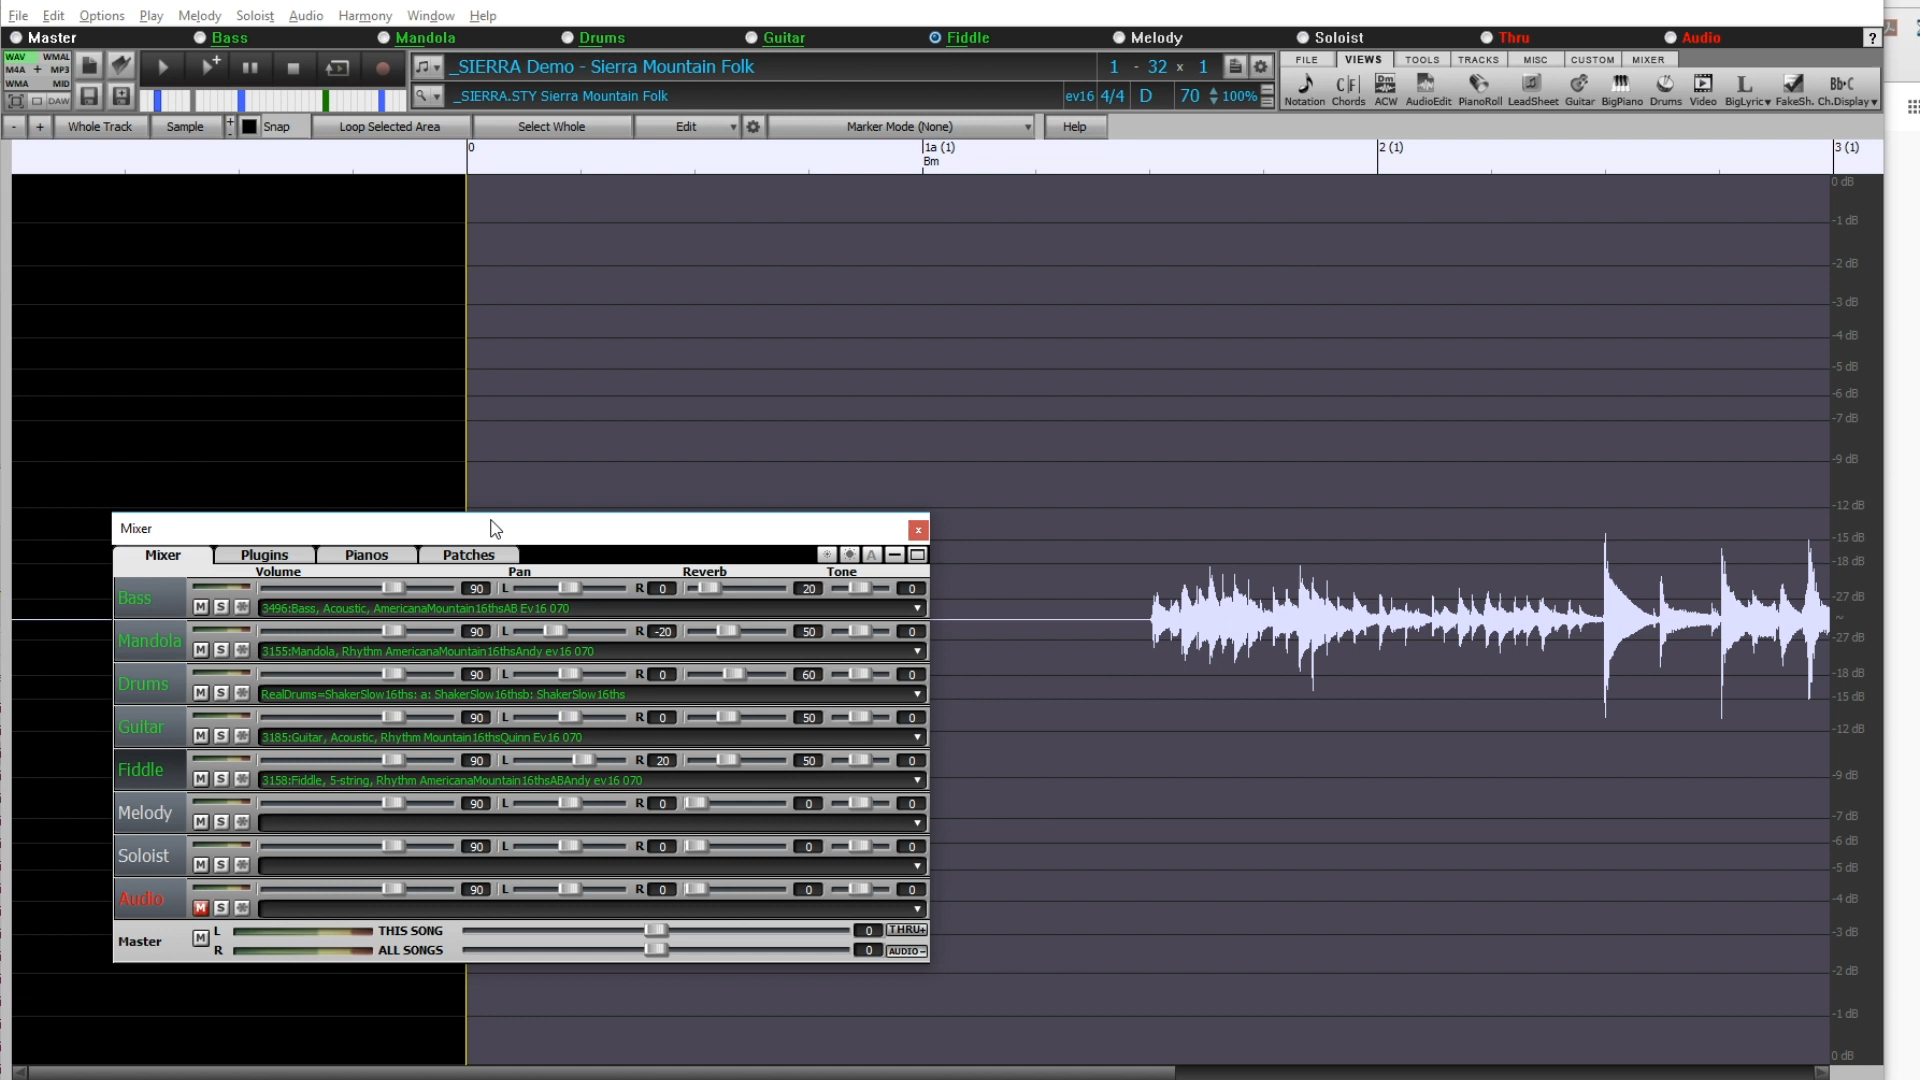 File Edit Options Play Melody Soloist Audio Harmony Window Help
Master Bass Mandola Drums Guitar Fiddle Melody Soloist Thru Audio ?
WAV WMAL
M4A + MP3
WMA MID
DAW
_SIERRA Demo - Sierra Mountain Folk 1 - 32 x 1
_SIERRA.STY Sierra Mountain Folk ev16 4/4 D 70 100%
FILE VIEWS TOOLS TRACKS MISC CUSTOM MIXER
Notation Chords ACW AudioEdit PianoRoll LeadSheet Guitar BigPiano Drums Video BigLyric FakeSh. Ch.Display
- + Whole Track Sample + - Snap Loop Selected Area Select Whole Edit Marker Mode (None) Help
0 1a (1) 2 (1) 3 (1)
Bm
0 dB
-1 dB
-2 dB
-3 dB
-4 dB
-5 dB
-6 dB
-7 dB
-9 dB
-12 dB
-15 dB
-18 dB
-27 dB
-27 dB
-18 dB
-15 dB
-12 dB
-9 dB
-7 dB
-6 dB
-5 dB
-4 dB
-3 dB
-2 dB
-1 dB
0 dB
Mixer x
Mixer Plugins Pianos Patches A
Volume Pan Reverb Tone
Bass 90 L R 0 20 0
M S 3496:Bass, Acoustic, AmericanaMountain16thsAB Ev16 070
Mandola 90 L R -20 50 0
M S 3155:Mandola, Rhythm AmericanaMountain16thsAndy ev16 070
Drums 90 L R 0 60 0
M S RealDrums=ShakerSlow16ths: a: ShakerSlow16thsb: ShakerSlow16ths
Guitar 90 L R 0 50 0
M S 3185:Guitar, Acoustic, Rhythm Mountain16thsQuinn Ev16 070
Fiddle 90 L R 20 50 0
M S 3158:Fiddle, 5-string, Rhythm AmericanaMountain16thsABAndy ev16 070
Melody 90 L R 0 0 0
M S
Soloist 90 L R 0 0 0
M S
Audio 90 L R 0 0 0
M S
Master M L THIS SONG 0 THRU+
R ALL SONGS 0 AUDIO-